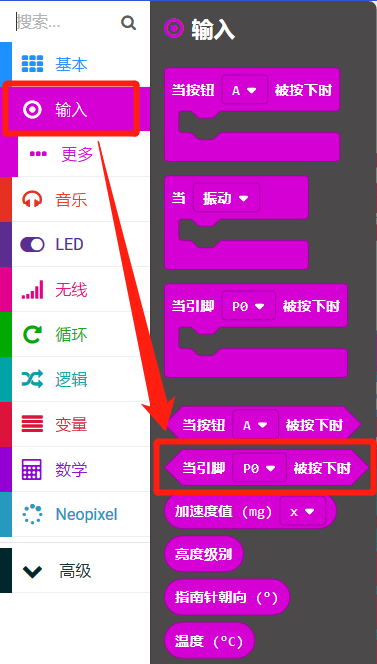 搜索...
基本
输入
更多
音乐
LED
无线
循环
逻辑
变量
数学
Neopixel
高级
输入
当按钮 A 被按下时
当 振动
当引脚 P0 被按下时
当按钮 A 被按下时
当引脚 P0 被按下时
加速度值 (mg) x
亮度级别
指南针朝向 (°)
温度 (°C)